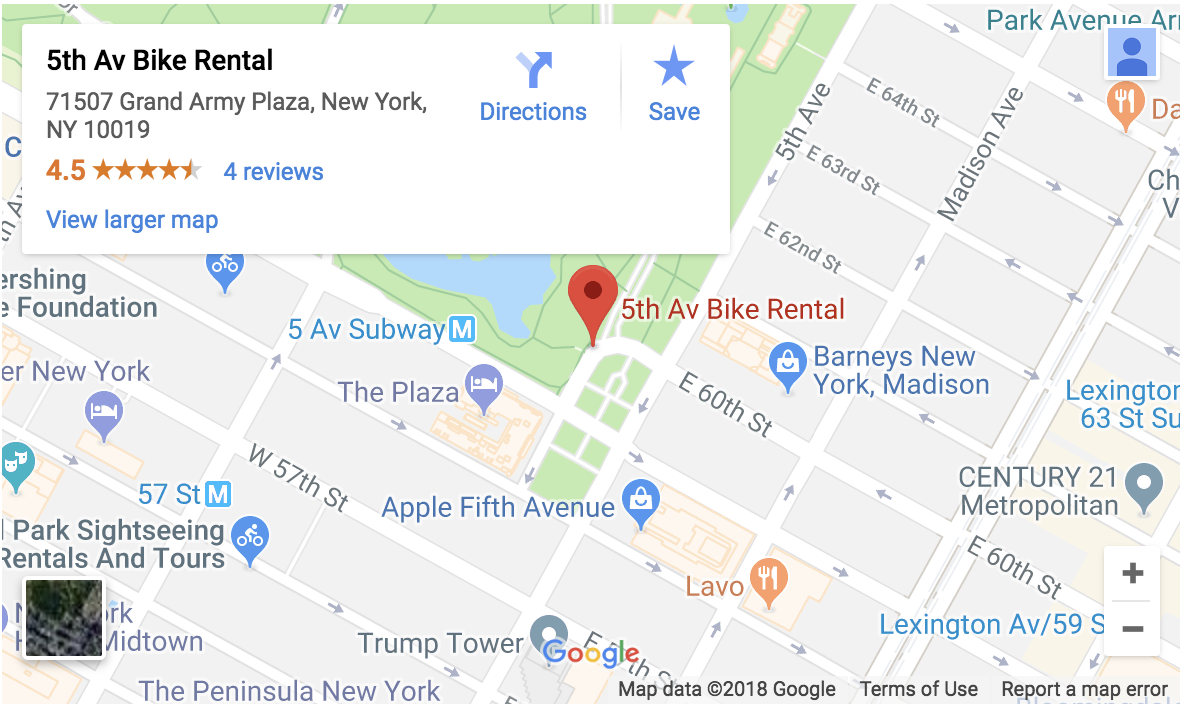 Park Avenue Ar
5th Av Bike Rental
71507 Grand Army Plaza, New York,
NY 10019
4.5
4 reviews
View larger map
Directions
Save
5th Ave
Madison Ave
E 64th St
E 63rd St
E 62nd St
Da
Ch
V
ershing
e Foundation
5 Av Subway M
5th Av Bike Rental
Barneys New
York, Madison
er New York
The Plaza
E 60th St
Lexington
63 St Su
W 57th St
57 St M
Apple Fifth Avenue
CENTURY 21
Metropolitan
l Park Sightseeing
Rentals And Tours
E 60th St
Lavo
Midtown
Trump Tower
Google
Lexington Av/59 S
The Peninsula New York
Map data ©2018 Google
Terms of Use
Report a map error